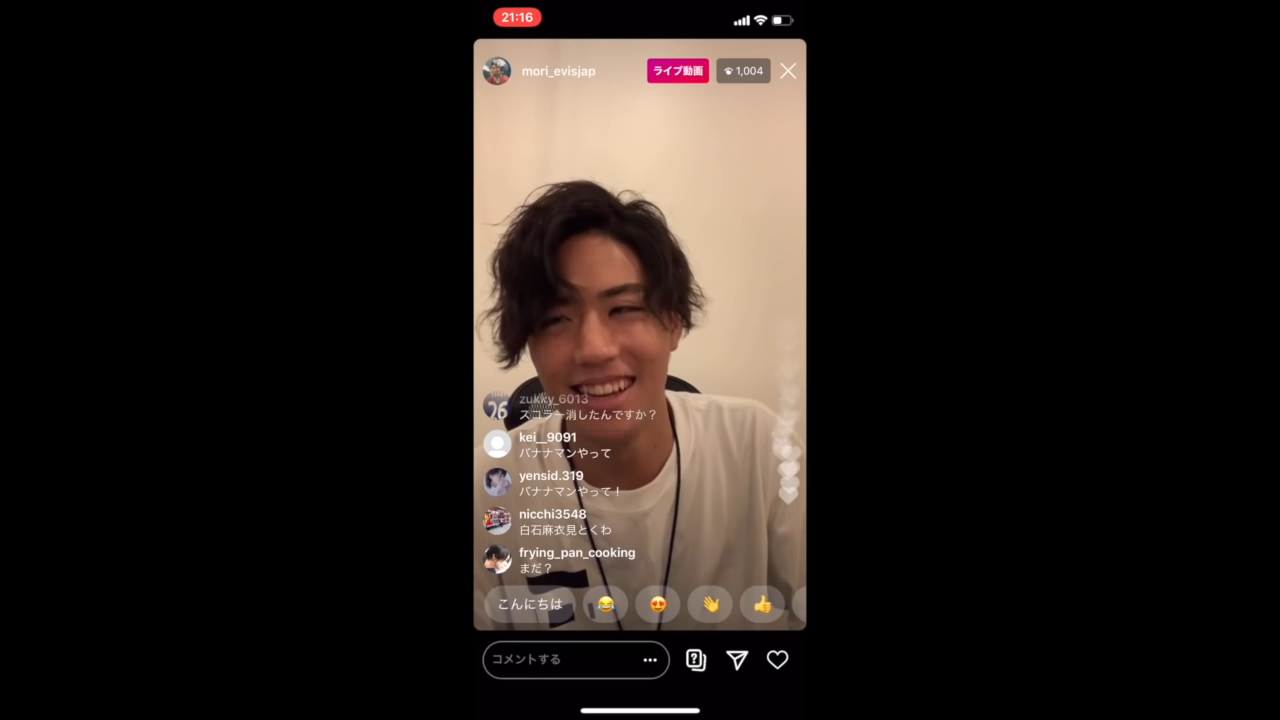 21:16
mori_evisjap
ライブ動画
1,004
zukky_6013
スコラー消したんですか？
kei__9091
バナナマンやって
yensid.319
バナナマンやって！
nicchi3548
白石麻衣見とくわ
frying_pan_cooking
まだ？
こんにちは
コメントする